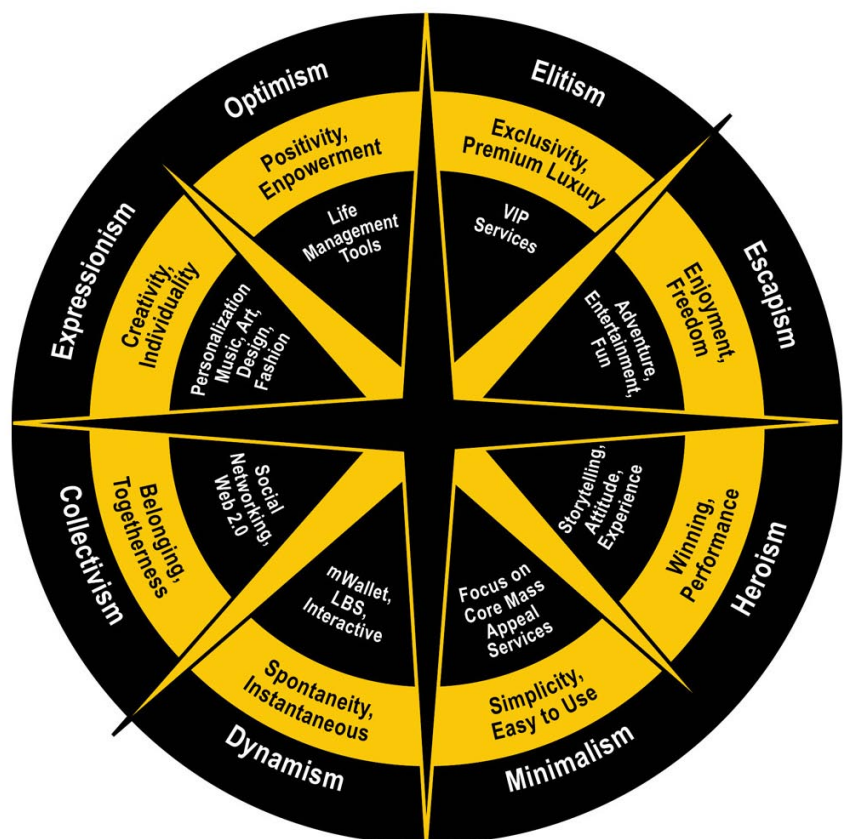 Elitism
Exclusivity,
Premium Luxury
VIP
Services
Escapism
Enjoyment,
Freedom
Adventure,
Entertainment,
Fun
Heroism
Winning,
Performance
Storytelling,
Attitude,
Experience
Minimalism
Simplicity,
Easy to Use
Focus on
Core Mass
Appeal
Services
Dynamism
Spontaneity,
Instantaneous
mWallet,
LBS,
Interactive
Collectivism
Belonging,
Togetherness
Social
Networking,
Web 2.0
Expressionism
Creativity,
Individuality
Personalization
Music, Art,
Design,
Fashion
Optimism
Positivity,
Enpowerment
Life
Management
Tools